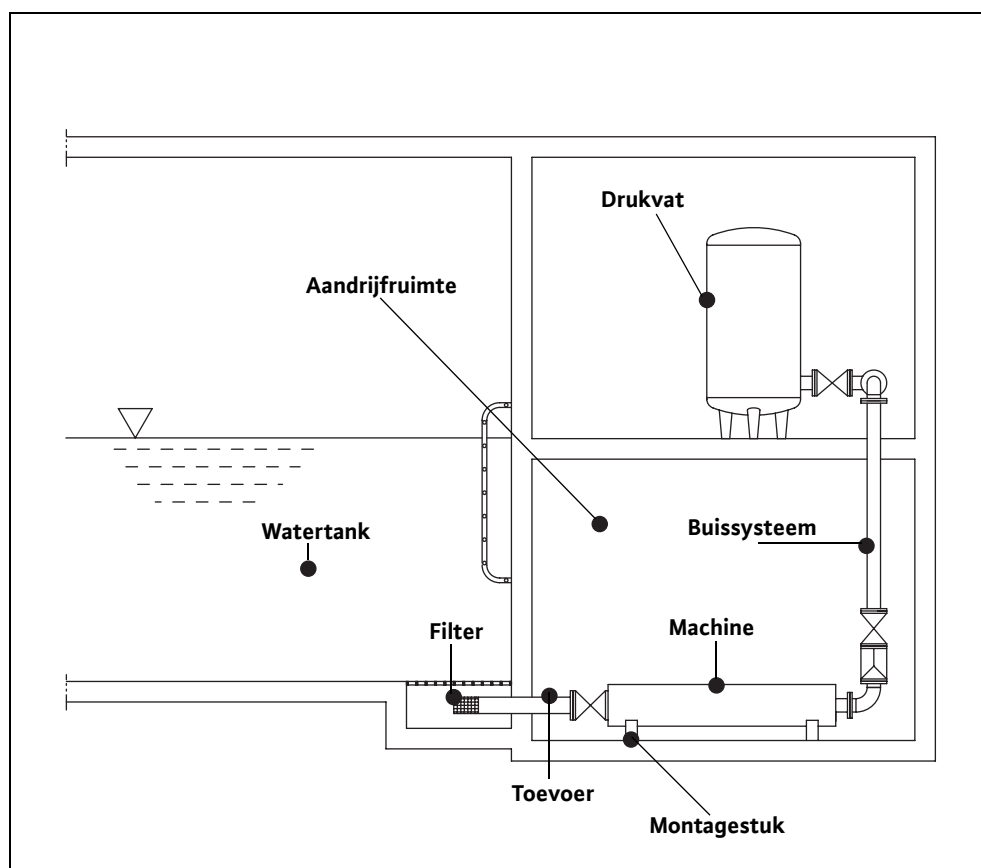 Drukvat
Aandrijfruimte
Watertank
Buissysteem
Filter
Machine
Toevoer
Montagestuk